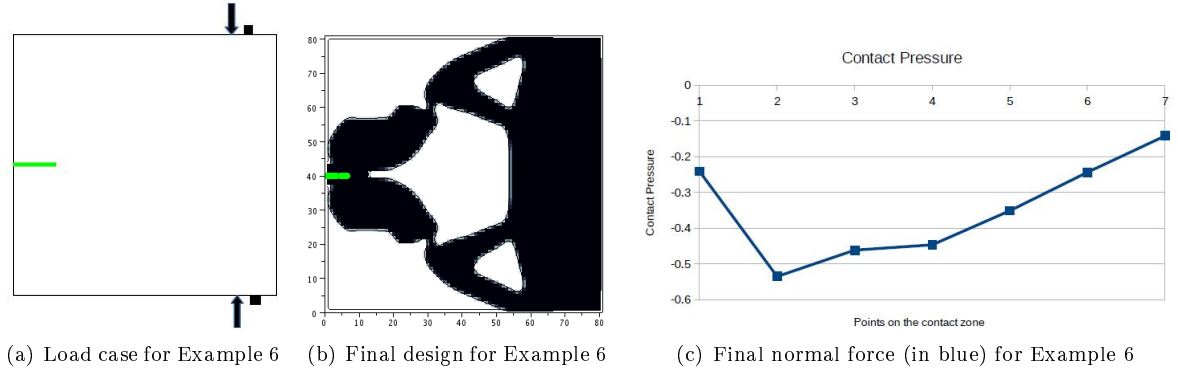 80
70
60
50
40
30
20
10
0
0 10 20 30 40 50 60 70 80
Contact Pressure
Contact Pressure
0
-0.1
-0.2
-0.3
-0.4
-0.5
-0.6
1 2 3 4 5 6 7
Points on the contact zone
(a) Load case for Example 6
(b) Final design for Example 6
(c) Final normal force (in blue) for Example 6